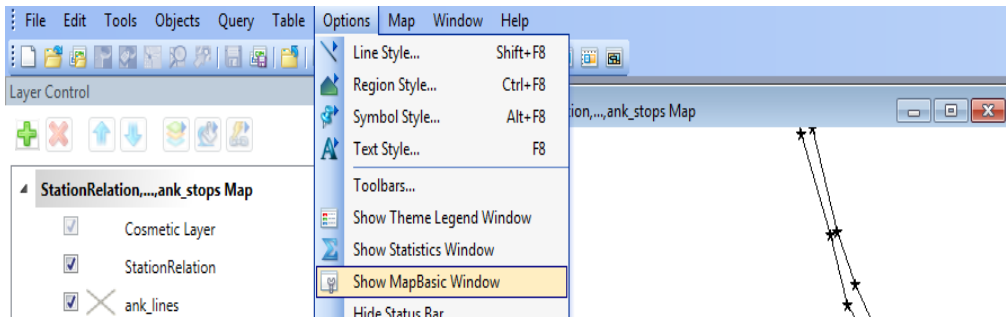 File Edit Tools Objects Query Table Options Map Window Help
Line Style... Shift+F8
Layer Control
Region Style... Ctrl+F8
tion,...,ank_stops Map
Symbol Style... Alt+F8
Text Style... F8
StationRelation,...,ank_stops Map
Toolbars...
Cosmetic Layer
Show Theme Legend Window
StationRelation
Show Statistics Window
Show MapBasic Window
ank_lines
Hide Status Bar